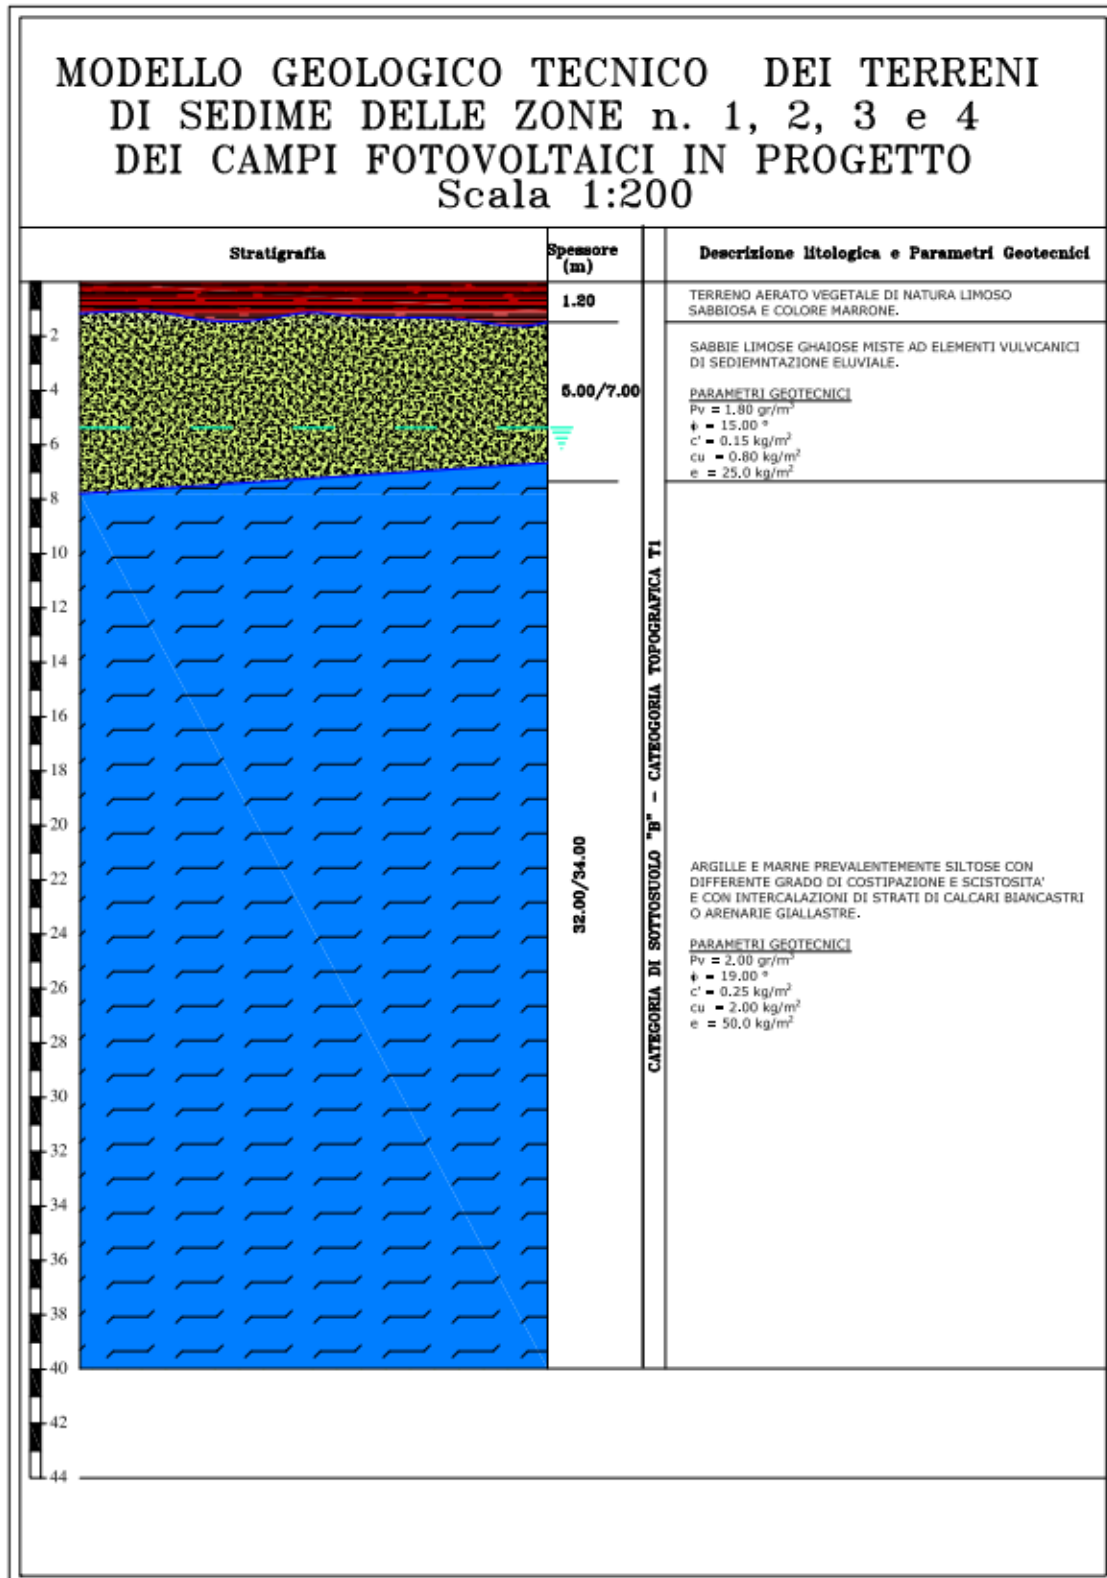 MODELLO GEOLOGICO TECNICO DEI TERRENI
DI SEDIME DELLE ZONE n. 1, 2, 3 e 4
DEI CAMPI FOTOVOLTAICI IN PROGETTO
Scala 1:200
Stratigrafia
Spessore
(m)
Descrizione litologica e Parametri Geotecnici
1.20
TERRENO AERATO VEGETALE DI NATURA LIMOSO
SABBIOSA E COLORE MARRONE.
5.00/7.00
SABBIE LIMOSE GHAIOSE MISTE AD ELEMENTI VULVCANICI
DI SEDIEMNTAZIONE ELUVIALE.
PARAMETRI GEOTECNICI
Pv = 1.80 gr/m³
ϕ = 15.00 °
c' = 0.15 kg/m²
cu = 0.80 kg/m²
e = 25.0 kg/m²
CATEGORIA DI SOTTOSUOLO "B" - CATEGGORIA TOPOGRAFICA T1
32.00/34.00
ARGILLE E MARNE PREVALENTEMENTE SILTOSE CON
DIFFERENTE GRADO DI COSTIPAZIONE E SCISTOSITA'
E CON INTERCALAZIONI DI STRATI DI CALCARI BIANCASTRI
O ARENARIE GIALLASTRE.
PARAMETRI GEOTECNICI
Pv = 2.00 gr/m³
ϕ = 19.00 °
c' = 0.25 kg/m²
cu = 2.00 kg/m²
e = 50.0 kg/m²
2
4
6
8
10
12
14
16
18
20
22
24
26
28
30
32
34
36
38
40
42
44